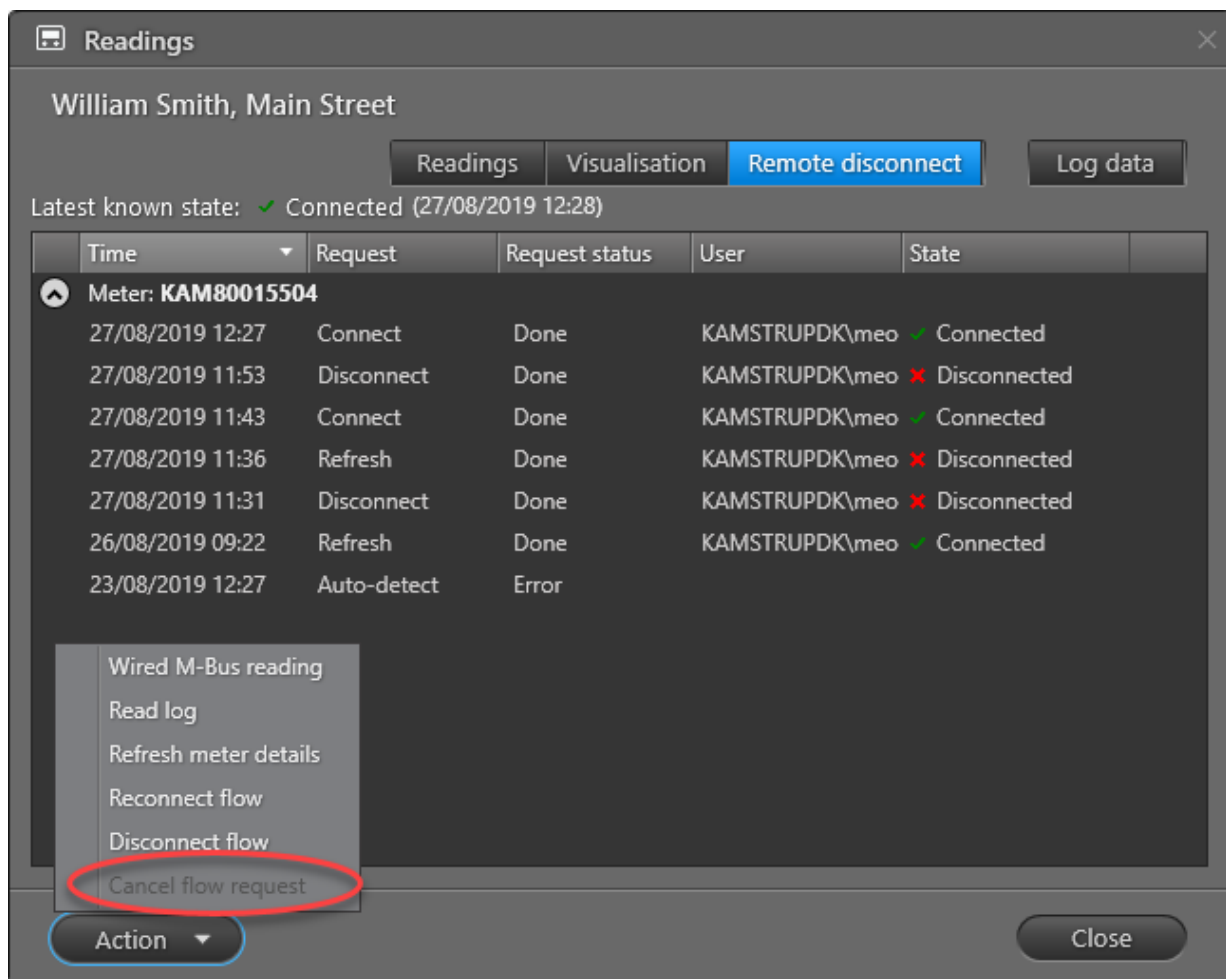 Readings
William Smith, Main Street
Readings Visualisation Remote disconnect Log data
Latest known state: Connected (27/08/2019 12:28)
Time Request Request status User State
Meter: KAM80015504
27/08/2019 12:27 Connect Done KAMSTRUPDK\meo Connected
27/08/2019 11:53 Disconnect Done KAMSTRUPDK\meo Disconnected
27/08/2019 11:43 Connect Done KAMSTRUPDK\meo Connected
27/08/2019 11:36 Refresh Done KAMSTRUPDK\meo Disconnected
27/08/2019 11:31 Disconnect Done KAMSTRUPDK\meo Disconnected
26/08/2019 09:22 Refresh Done KAMSTRUPDK\meo Connected
23/08/2019 12:27 Auto-detect Error
Wired M-Bus reading
Read log
Refresh meter details
Reconnect flow
Disconnect flow
Cancel flow request
Action Close